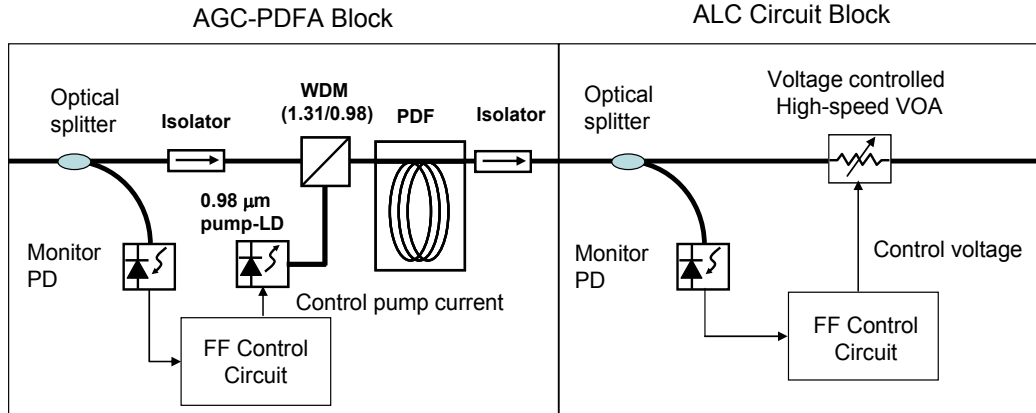 AGC-PDFA Block
ALC Circuit Block
Optical
splitter
Isolator
WDM
(1.31/0.98)
PDF
Isolator
0.98 μm
pump-LD
Monitor
PD
Control pump current
FF Control
Circuit
Optical
splitter
Voltage controlled
High-speed VOA
Monitor
PD
Control voltage
FF Control
Circuit